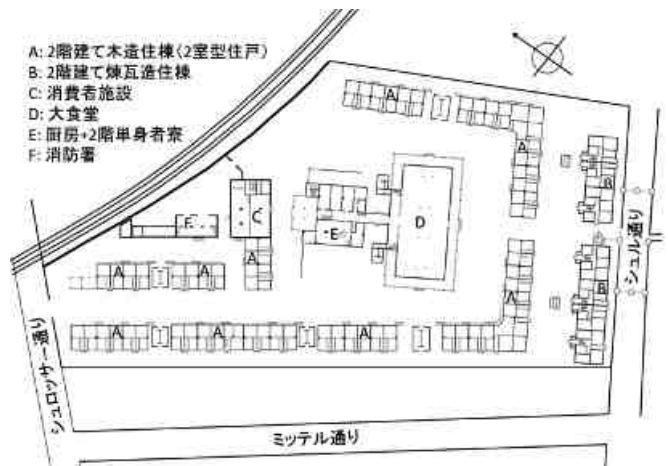 A: 2階建て木造住棟(2室型住戸)
B: 2階建て煉瓦造住棟
C: 消費者施設
D: 大食堂
E: 厨房+2階単身者寮
F: 消防署
A
A
B
F
C
E
D
A
A
A
A
B
A
A
A
シュル通り
シュロッサー通り
ミッテル通り